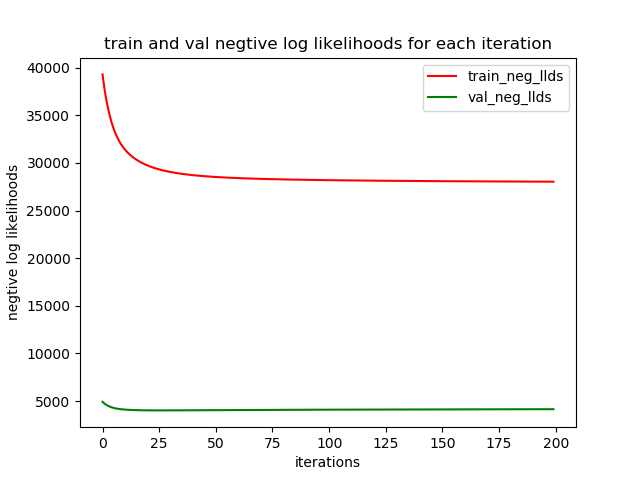 train and val negtive log likelihoods for each iteration
train_neg_llds
val_neg_llds
40000
35000
30000
25000
20000
15000
10000
5000
negtive log likelihoods
0 25 50 75 100 125 150 175 200
iterations